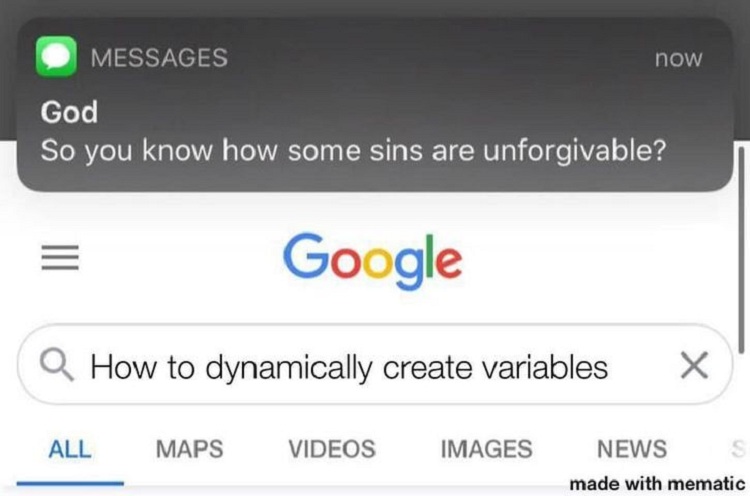 MESSAGES now
God
So you know how some sins are unforgivable?
Google
How to dynamically create variables
ALL MAPS VIDEOS IMAGES NEWS S
made with mematic